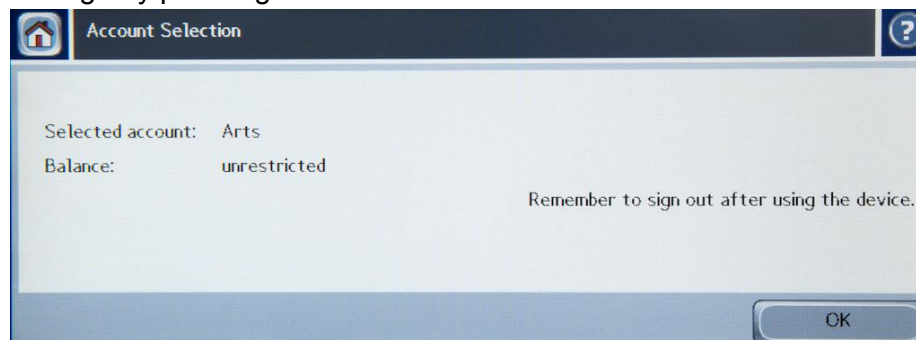 Account Selection
?
Selected account: Arts
Balance: unrestricted
Remember to sign out after using the device.
OK